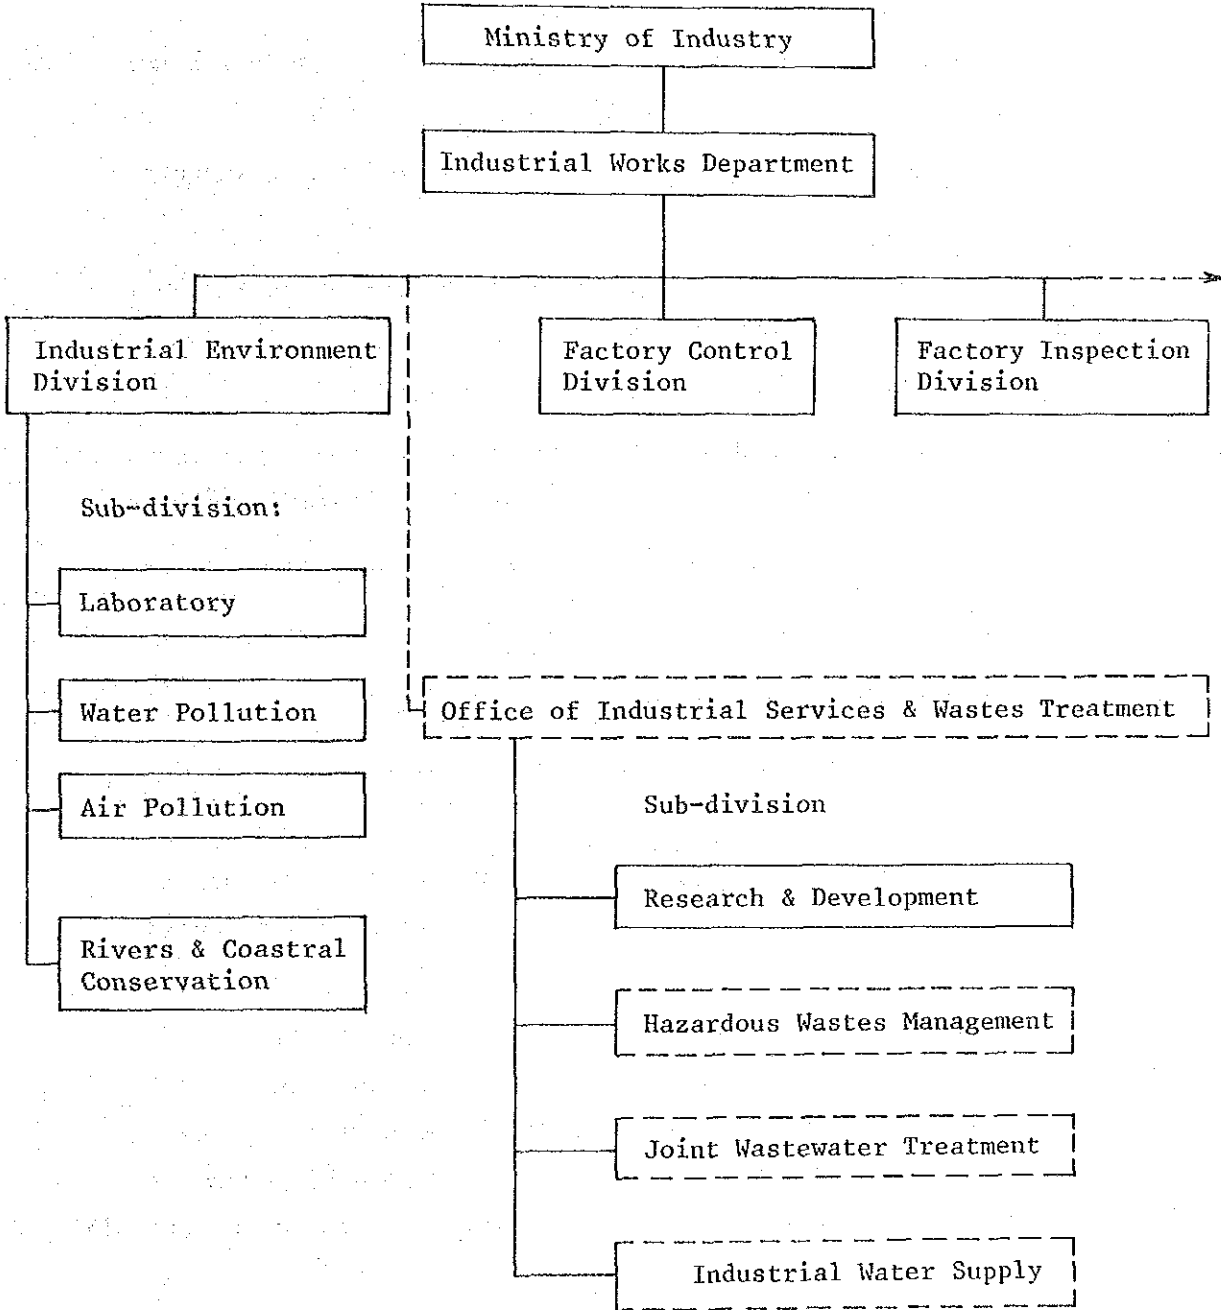 Ministry of Industry
Industrial Works Department
Industrial Environment
Division
Factory Control
Division
Factory Inspection
Division
Sub-division:
Laboratory
Water Pollution
Air Pollution
Rivers & Coastral
Conservation
Office of Industrial Services & Wastes Treatment
Sub-division
Research & Development
Hazardous Wastes Management
Joint Wastewater Treatment
Industrial Water Supply